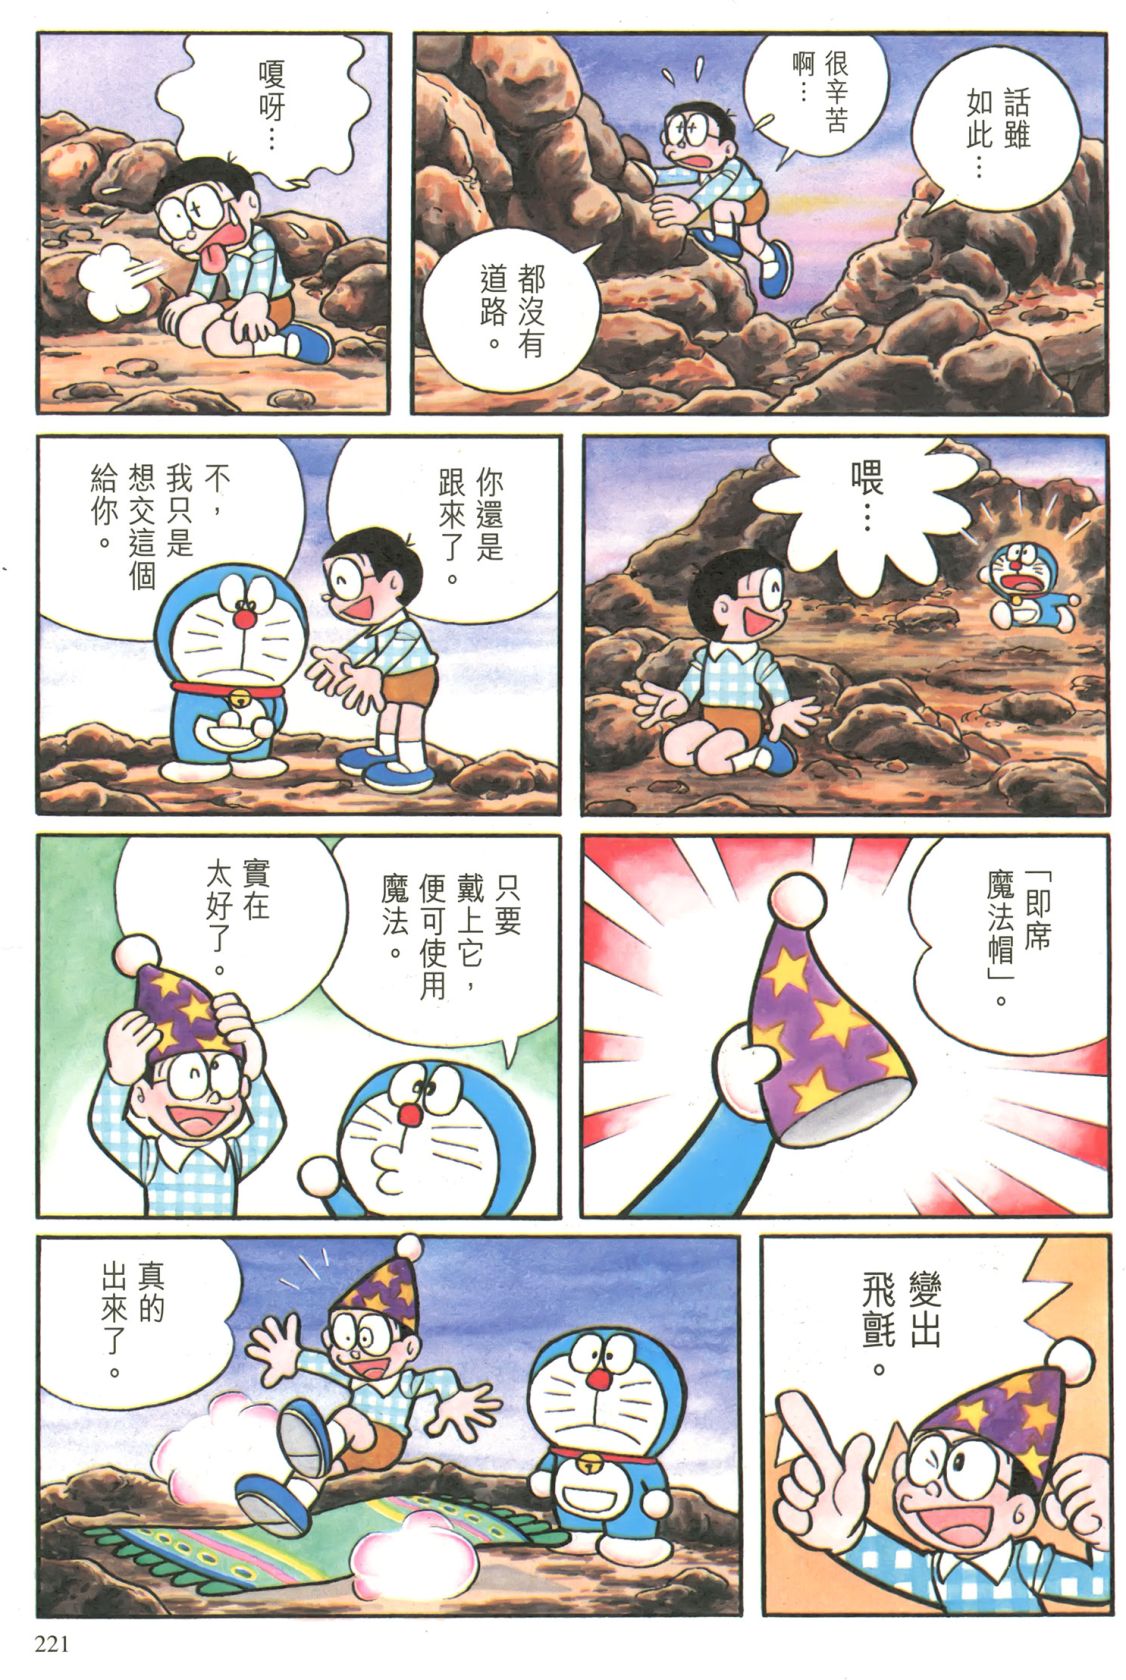 話雖
如此…
很辛苦
啊…
都沒有
道路。
嗄呀…
喂…
你還是
跟來了。
不，
我只是
想交這個
給你。
「即席
魔法帽」。
只要
戴上它，
便可使用
魔法。
實在
太好了。
變出
飛氈。
真的
出來了。
221